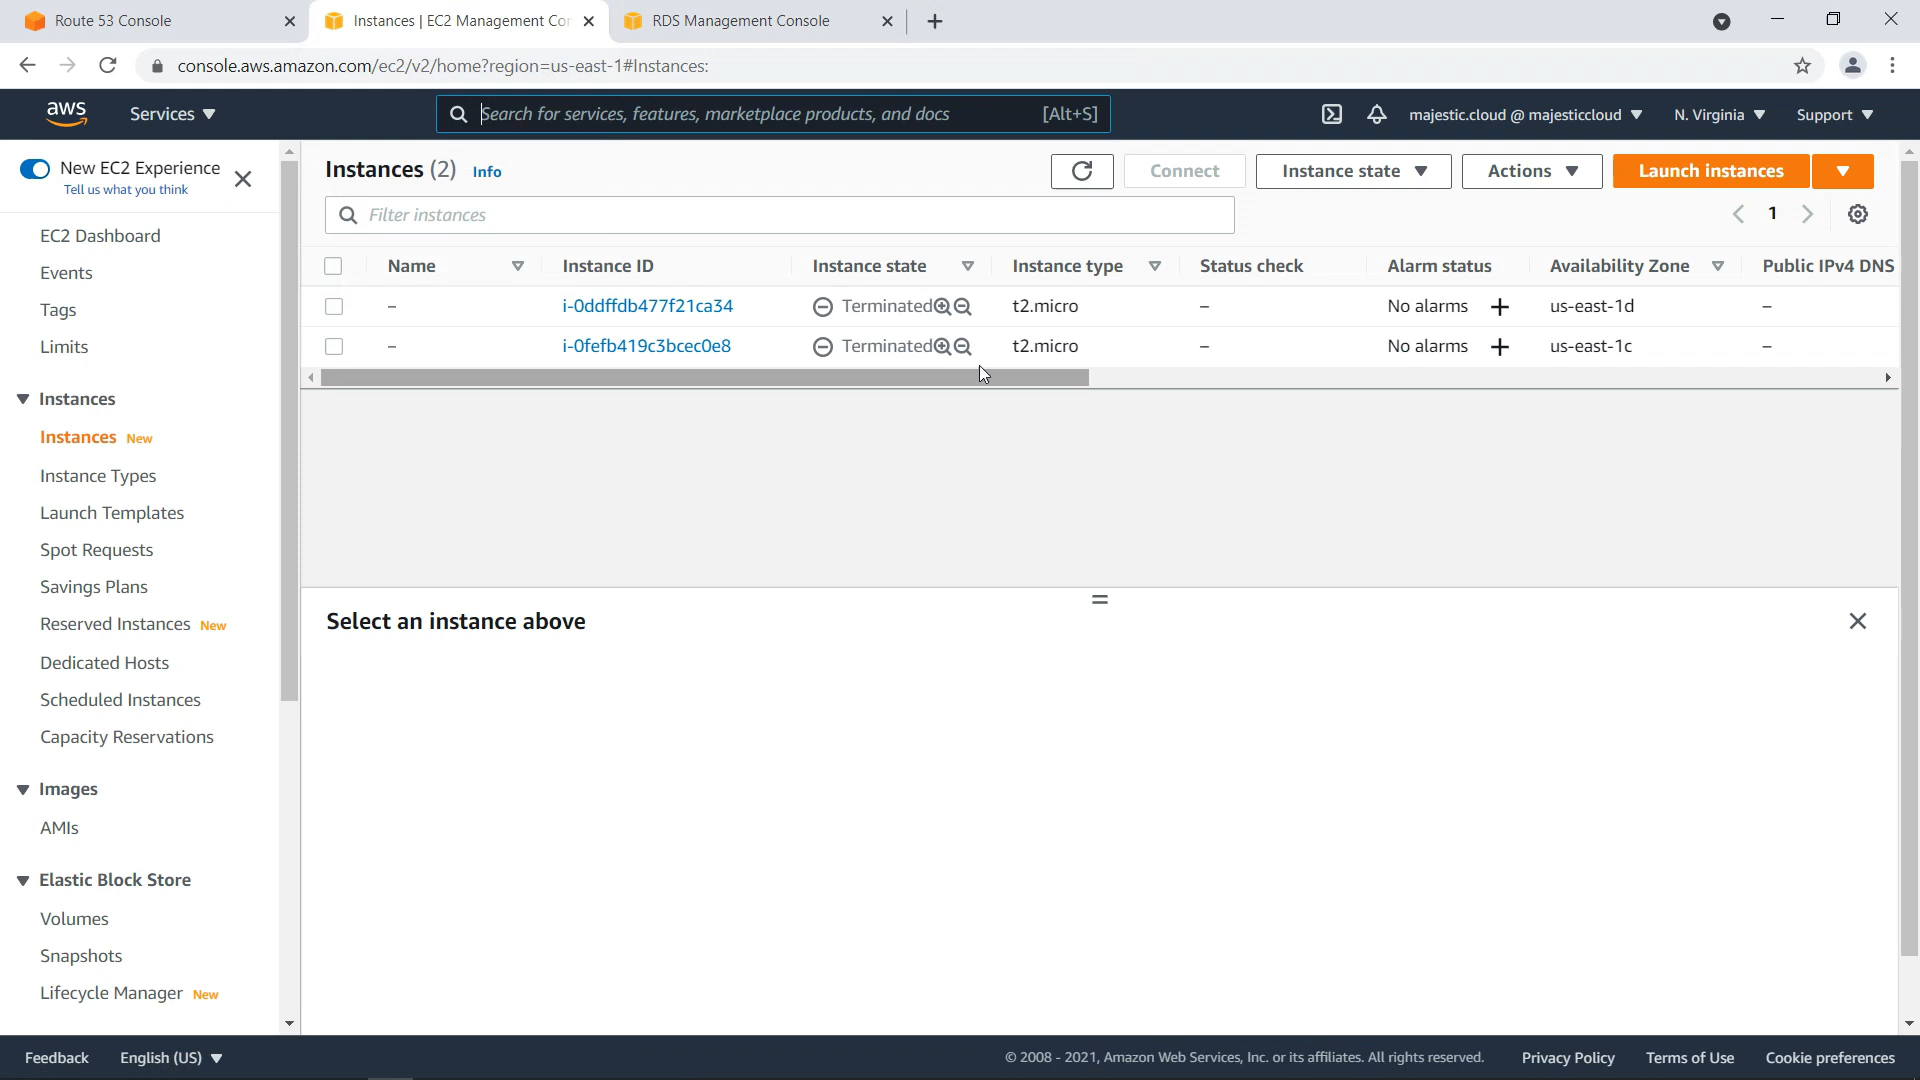 Route 53 Console
Instances | EC2 Management Con
RDS Management Console
console.aws.amazon.com/ec2/v2/home?region=us-east-1#Instances:
aws
Services
Search for services, features, marketplace products, and docs
[Alt+S]
majestic.cloud @ majesticcloud
N. Virginia
Support
New EC2 Experience
Tell us what you think
EC2 Dashboard
Events
Tags
Limits
Instances
Instances New
Instance Types
Launch Templates
Spot Requests
Savings Plans
Reserved Instances New
Dedicated Hosts
Scheduled Instances
Capacity Reservations
Images
AMIs
Elastic Block Store
Volumes
Snapshots
Lifecycle Manager New
Instances (2) Info
Connect
Instance state
Actions
Launch instances
Filter instances
1
Name Instance ID Instance state Instance type Status check Alarm status Availability Zone Public IPv4 DNS
– i-0ddffdb477f21ca34 Terminated t2.micro – No alarms + us-east-1d –
– i-0fefb419c3bcec0e8 Terminated t2.micro – No alarms + us-east-1c –
Select an instance above
Feedback
English (US)
© 2008 - 2021, Amazon Web Services, Inc. or its affiliates. All rights reserved.
Privacy Policy
Terms of Use
Cookie preferences